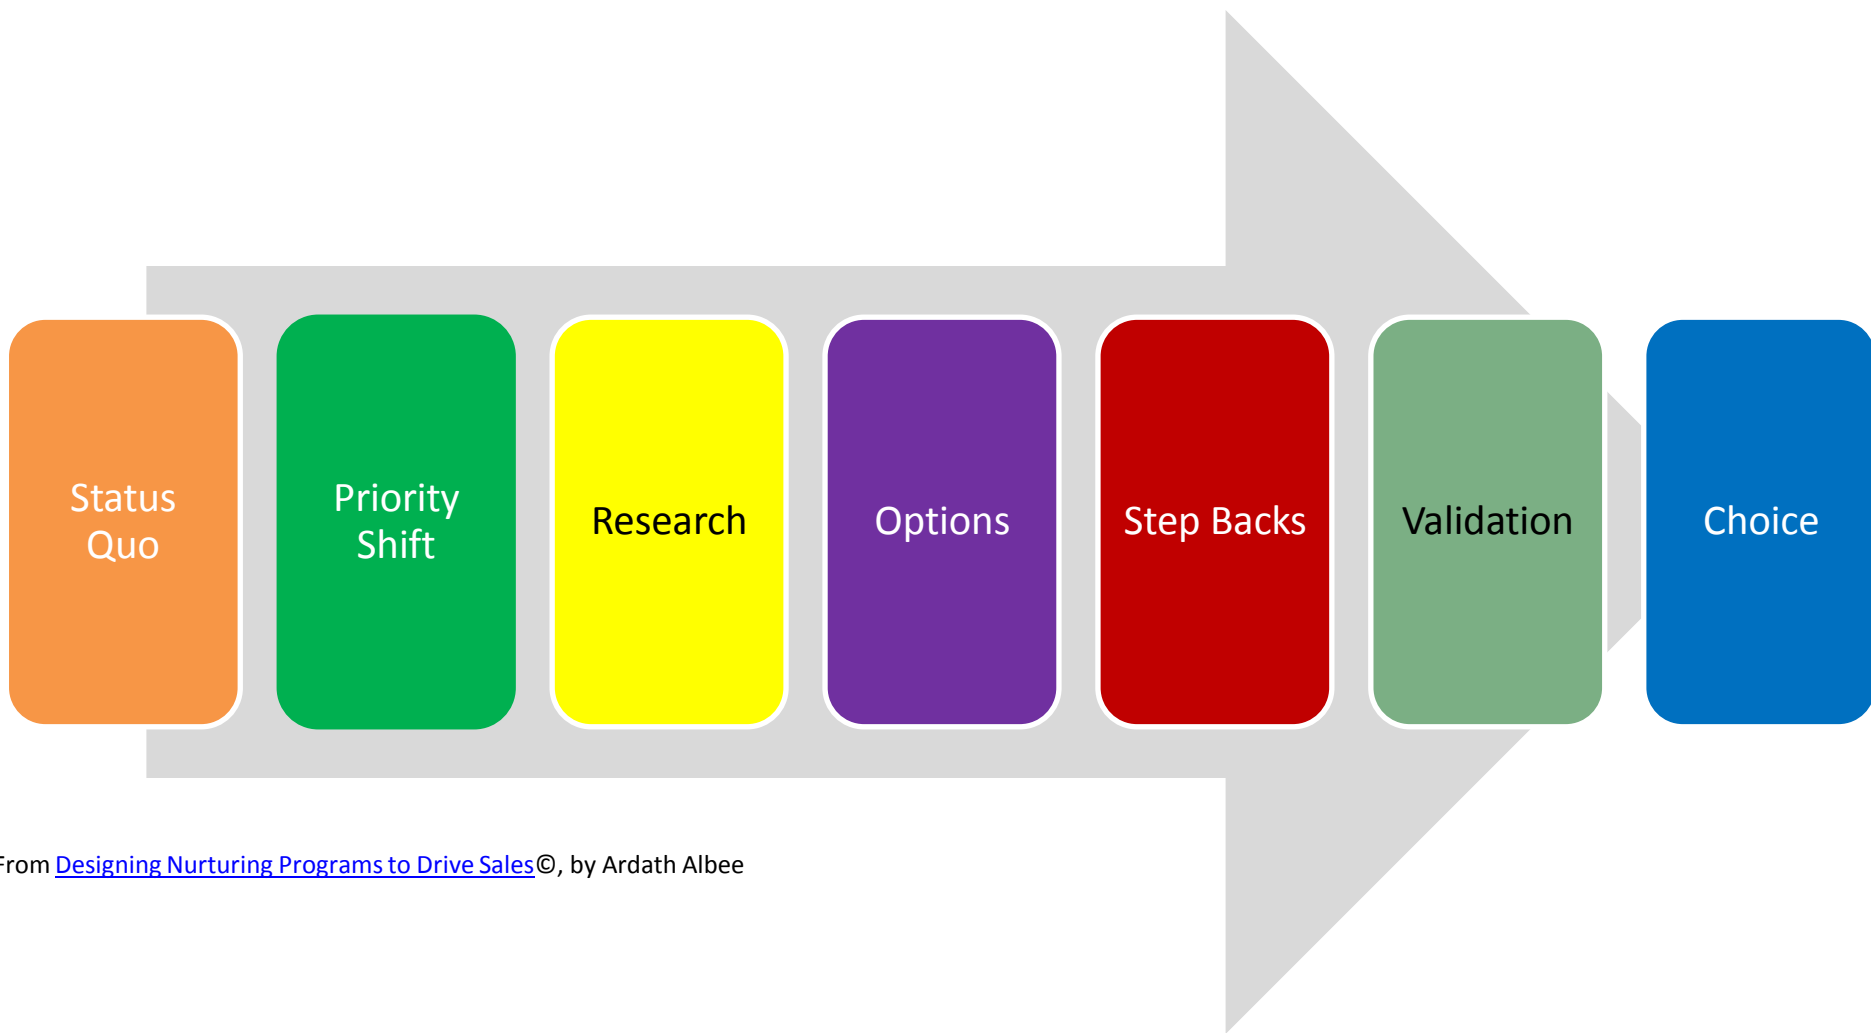 Status
Quo
Priority
Shift
Research
Options
Step Backs
Validation
Choice
From Designing Nurturing Programs to Drive Sales©, by Ardath Albee